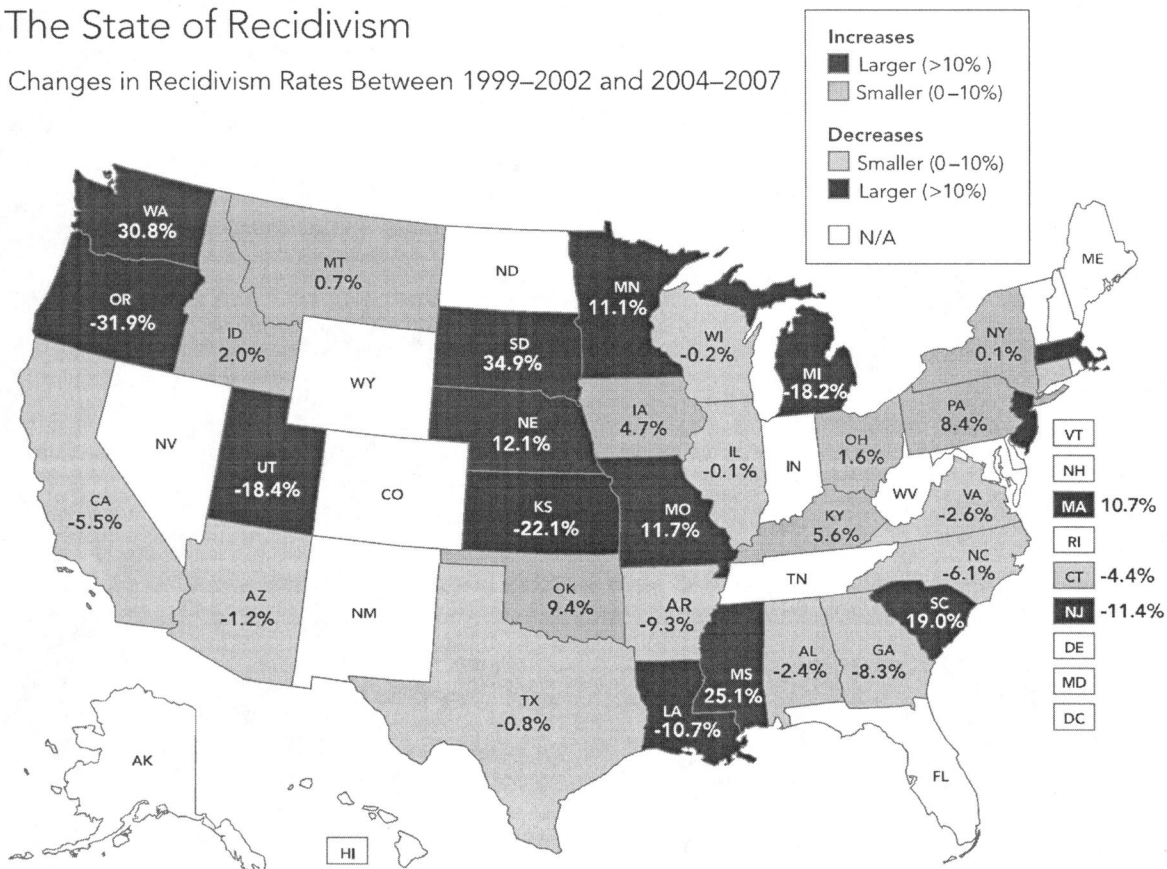 The State of Recidivism
Changes in Recidivism Rates Between 1999–2002 and 2004–2007
Increases
Larger (>10% )
Smaller (0–10%)
Decreases
Smaller (0–10%)
Larger (>10%)
N/A
WA
30.8%
OR
-31.9%
ID
2.0%
MT
0.7%
ND
MN
11.1%
WI
-0.2%
MI
-18.2%
NY
0.1%
ME
SD
34.9%
WY
NE
12.1%
IA
4.7%
PA
8.4%
OH
1.6%
IL
-0.1%
IN
NV
UT
-18.4%
CO
KS
-22.1%
MO
11.7%
KY
5.6%
WV
VA
-2.6%
CA
-5.5%
AZ
-1.2%
NM
OK
9.4%
AR
-9.3%
TN
NC
-6.1%
SC
19.0%
TX
-0.8%
LA
-10.7%
MS
25.1%
AL
-2.4%
GA
-8.3%
FL
AK
HI
VT
NH
MA 10.7%
RI
CT -4.4%
NJ -11.4%
DE
MD
DC